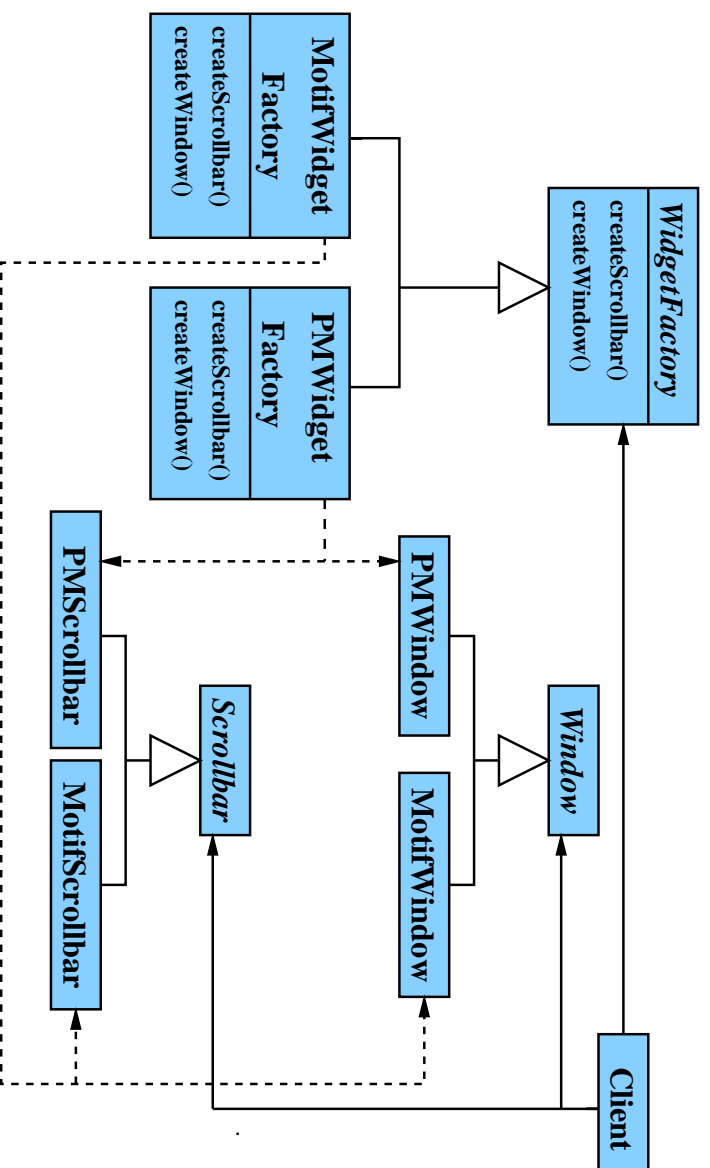 WidgetFactory
createScrollbar()
createWindow()
Client
Window
PMWindow
MotifWindow
MotifWidget
Factory
createScrollbar()
createWindow()
PMWidget
Factory
createScrollbar()
createWindow()
Scrollbar
PMScrollbar
MotifScrollbar